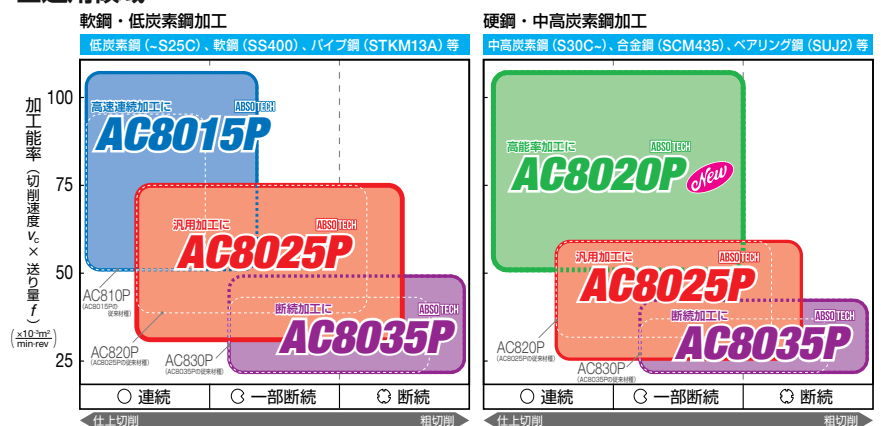 軟鋼・低炭素鋼加工
低炭素鋼（~S25C）、軟鋼（SS400）、パイプ鋼（STKM13A）等
加工能率（切削速度 vc × 送り量 f）
(×10⁻³m²/min·rev)
100
75
50
25
高速連続加工に ABSOTECH
AC8015P
汎用加工に ABSOTECH
AC8025P
断続加工に ABSOTECH
AC8035P
AC810P
(AC8015Pの
従来材種)
AC820P
(AC8025Pの従来材種)
AC830P
(AC8035Pの従来材種)
連続
一部断続
断続
仕上切削
粗切削
硬鋼・中高炭素鋼加工
中高炭素鋼（S30C~）、合金鋼（SCM435）、ベアリング鋼（SUJ2）等
高能率加工に ABSOTECH
AC8020P New
汎用加工に ABSOTECH
AC8025P
断続加工に ABSOTECH
AC8035P
AC820P
(AC8025Pの従来材種)
AC830P
(AC8035Pの従来材種)
連続
一部断続
断続
仕上切削
粗切削